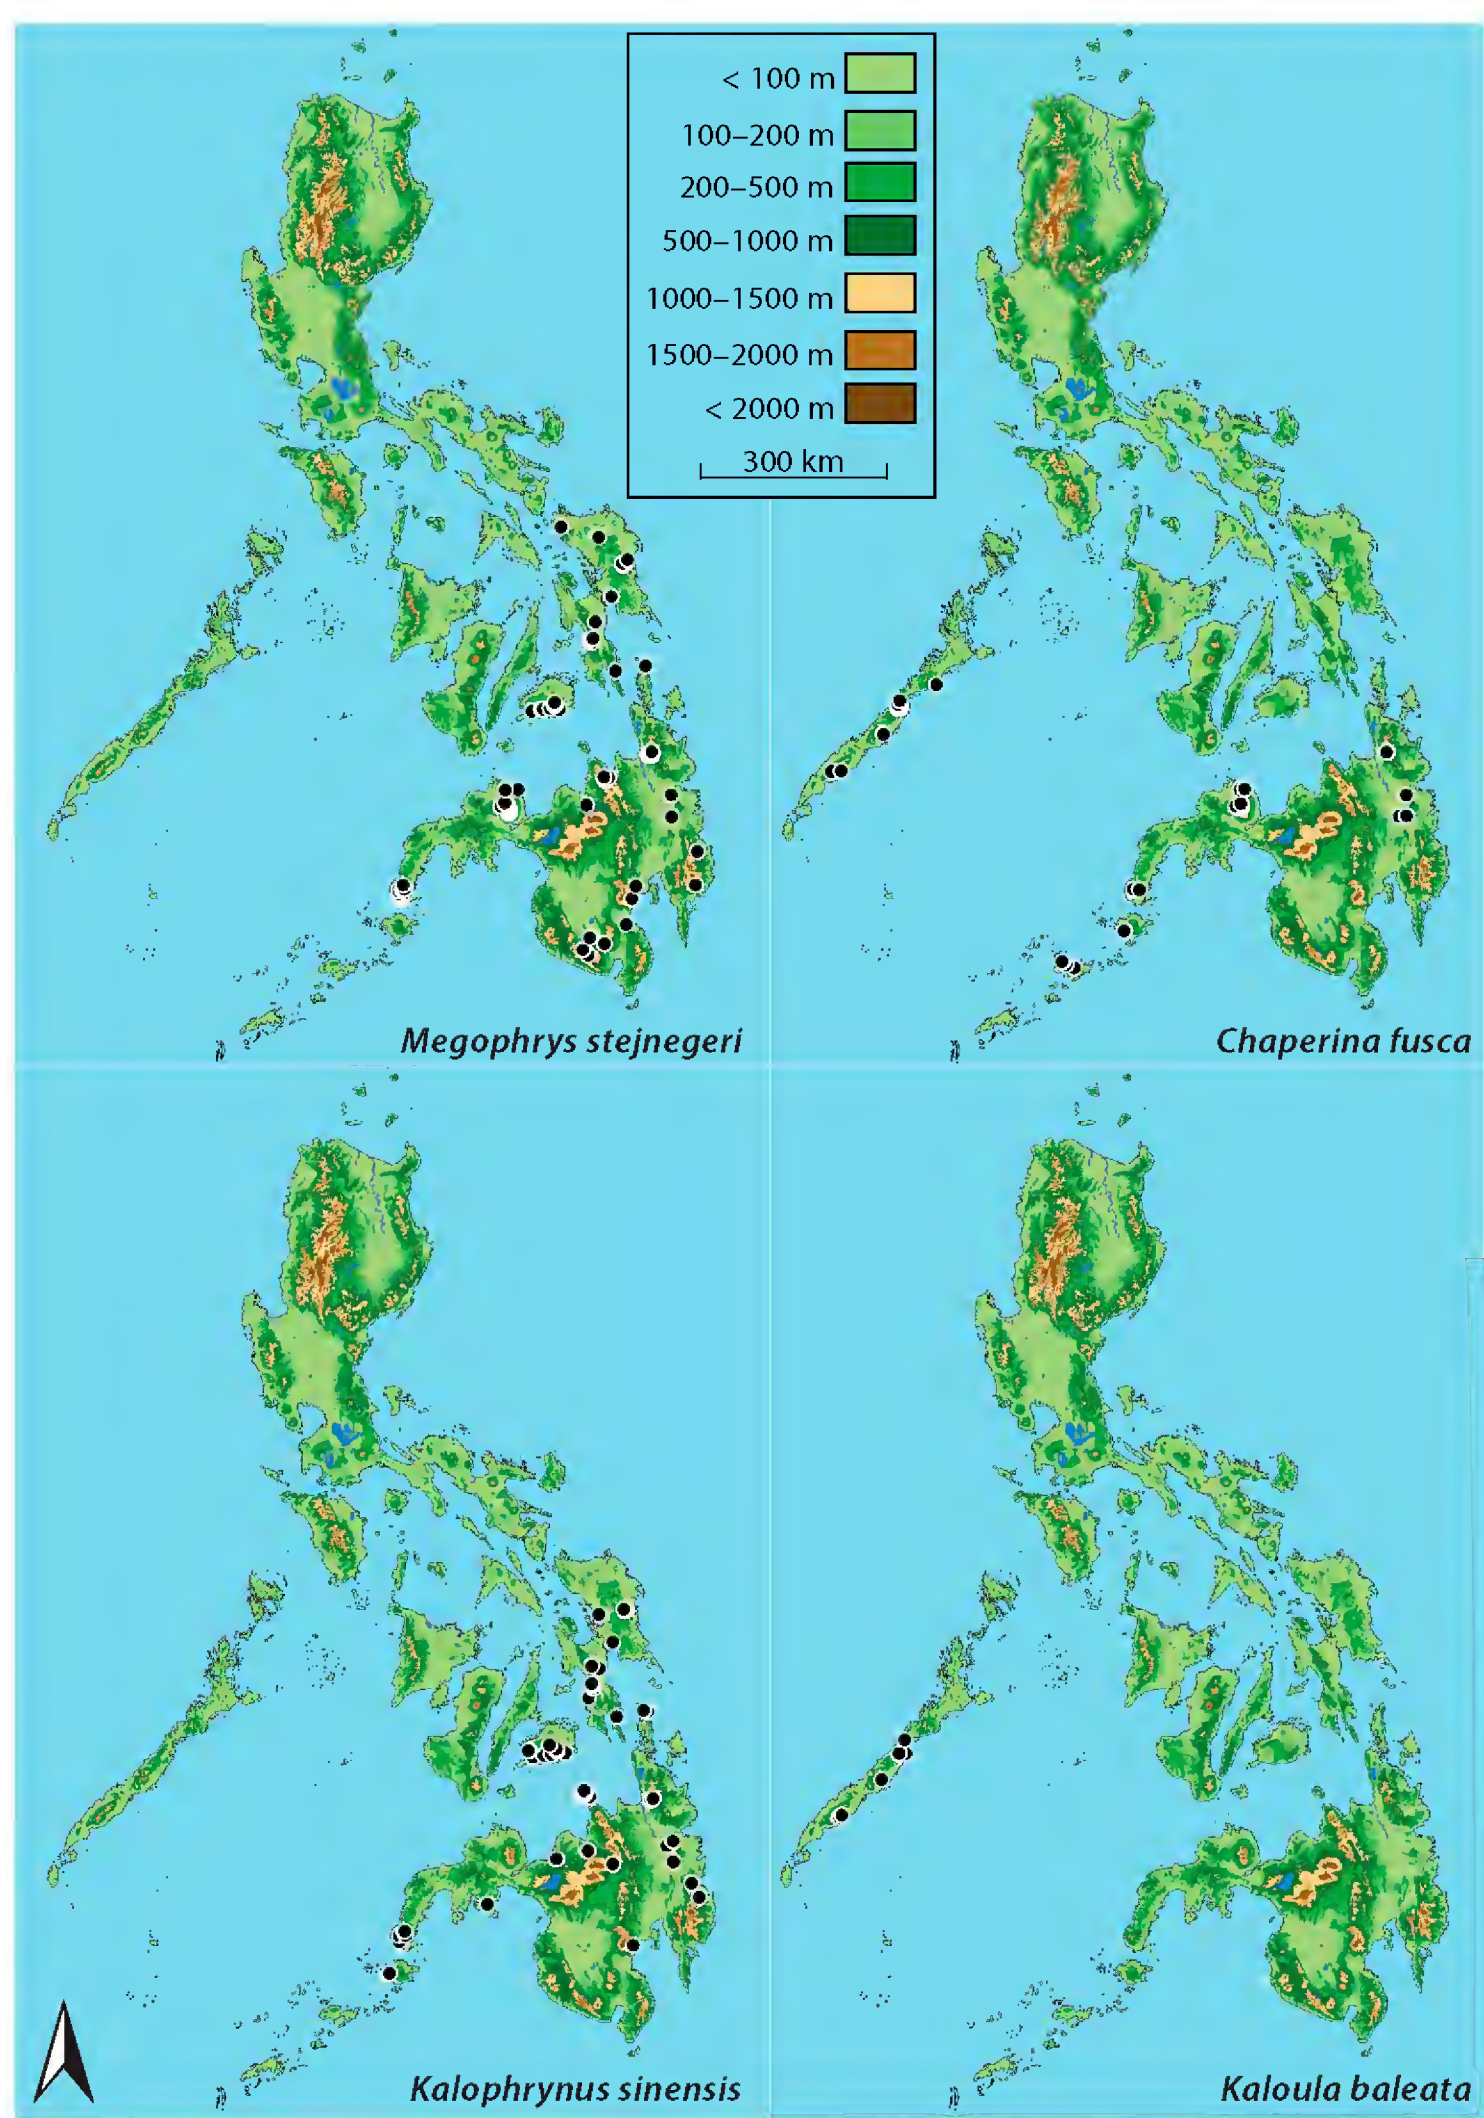 < 100 m
100–200 m
200–500 m
500–1000 m
1000–1500 m
1500–2000 m
< 2000 m
300 km
Megophrys stejnegeri
Chaperina fusca
Kalophrynus sinensis
Kaloula baleata